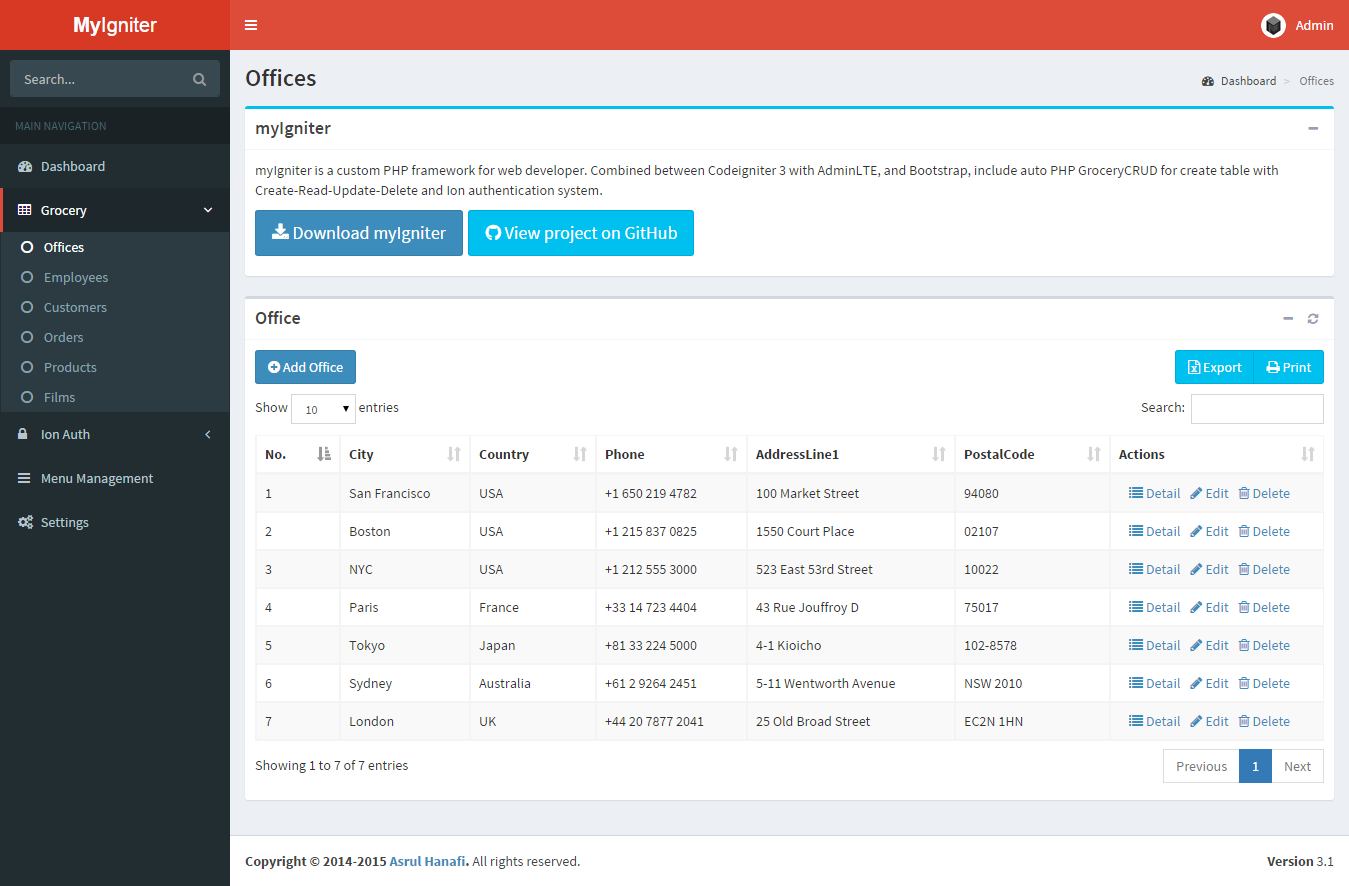 MyIgniter
Admin
Search...
MAIN NAVIGATION
Dashboard
Grocery
Offices
Employees
Customers
Orders
Products
Films
Ion Auth
Menu Management
Settings
Offices
Dashboard > Offices
myIgniter
myIgniter is a custom PHP framework for web developer. Combined between Codeigniter 3 with AdminLTE, and Bootstrap, include auto PHP GroceryCRUD for create table with
Create-Read-Update-Delete and Ion authentication system.
Download myIgniter View project on GitHub
Office
Add Office Export Print
Show 10 entries Search:
No. City Country Phone AddressLine1 PostalCode Actions
1 San Francisco USA +1 650 219 4782 100 Market Street 94080 Detail Edit Delete
2 Boston USA +1 215 837 0825 1550 Court Place 02107 Detail Edit Delete
3 NYC USA +1 212 555 3000 523 East 53rd Street 10022 Detail Edit Delete
4 Paris France +33 14 723 4404 43 Rue Jouffroy D 75017 Detail Edit Delete
5 Tokyo Japan +81 33 224 5000 4-1 Kioicho 102-8578 Detail Edit Delete
6 Sydney Australia +61 2 9264 2451 5-11 Wentworth Avenue NSW 2010 Detail Edit Delete
7 London UK +44 20 7877 2041 25 Old Broad Street EC2N 1HN Detail Edit Delete
Showing 1 to 7 of 7 entries Previous 1 Next
Copyright © 2014-2015 Asrul Hanafi. All rights reserved. Version 3.1